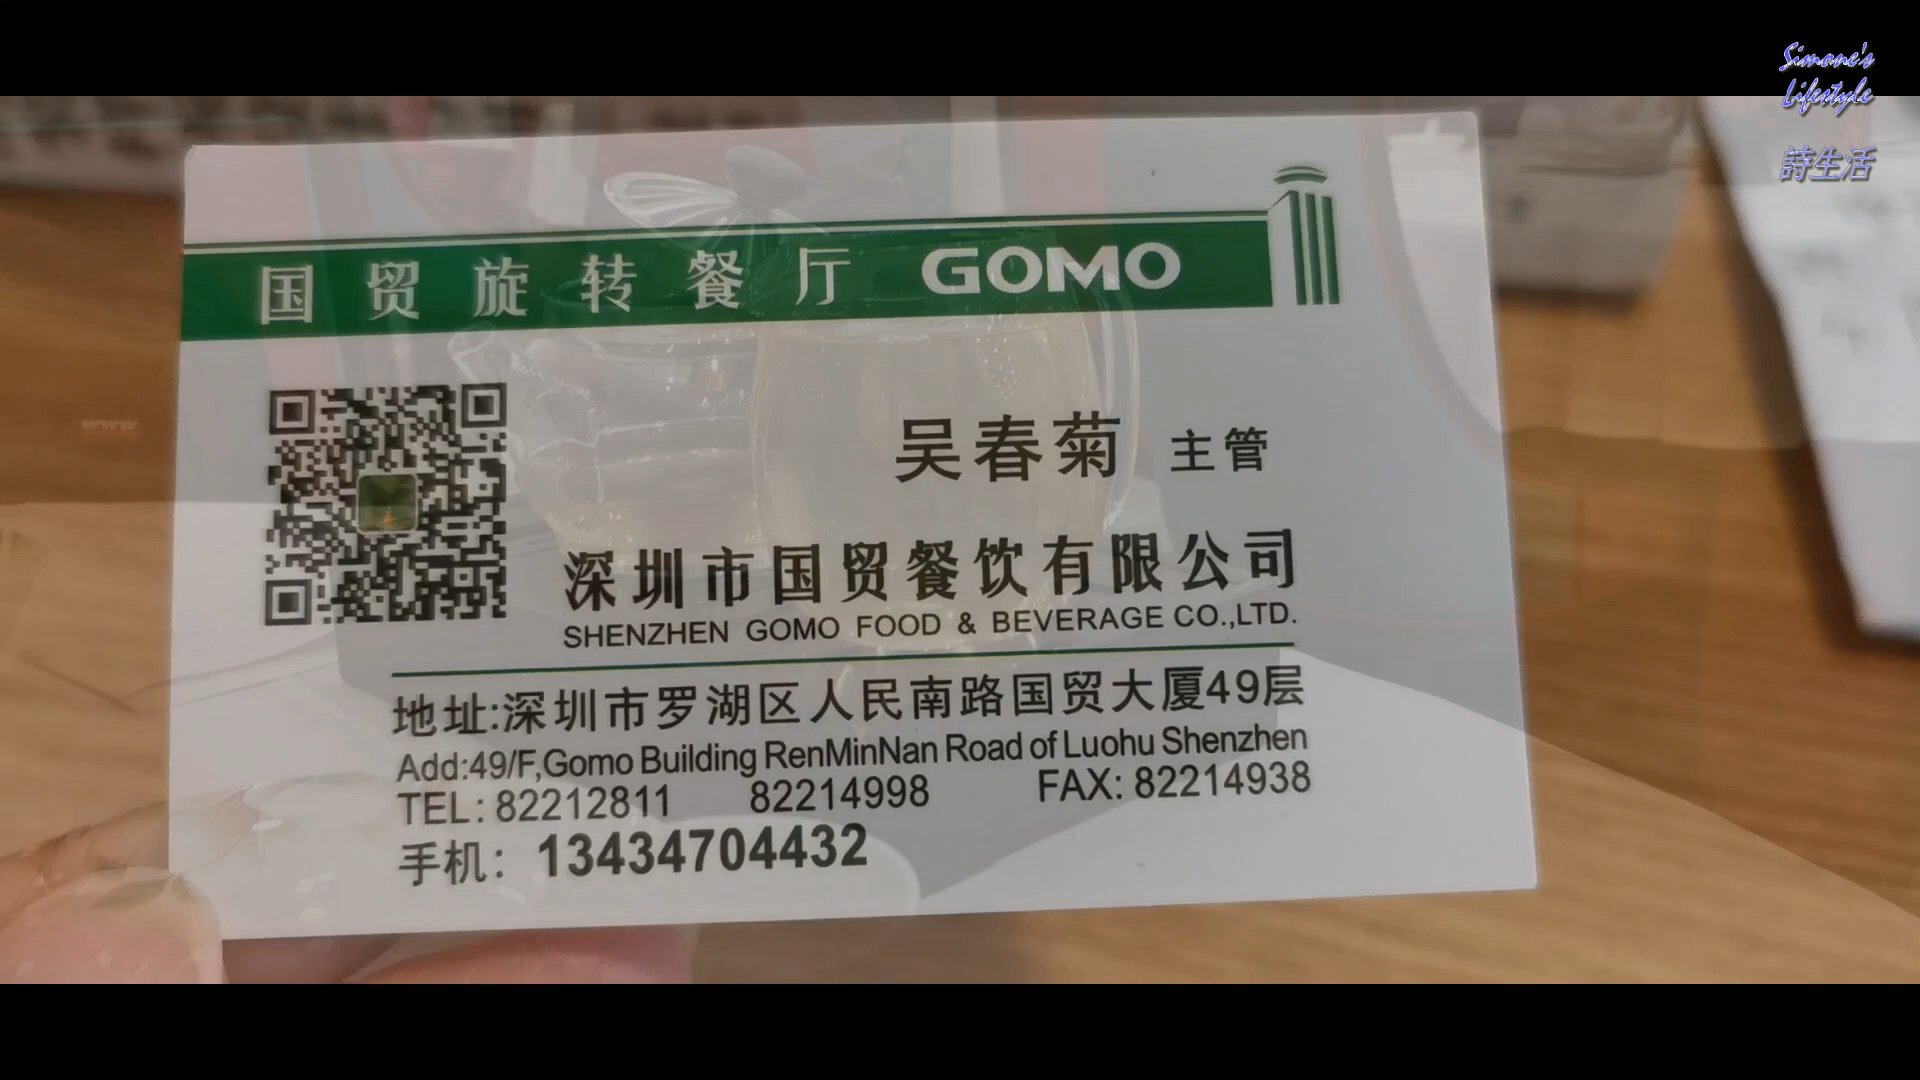 Simone's
Lifestyle
詩生活
国贸旋转餐厅 GOMO
吴春菊 主管
深圳市国贸餐饮有限公司
SHENZHEN GOMO FOOD & BEVERAGE CO.,LTD.
地址:深圳市罗湖区人民南路国贸大厦49层
Add:49/F,Gomo Building RenMinNan Road of Luohu Shenzhen
TEL: 82212811 82214998 FAX: 82214938
手机: 13434704432
www